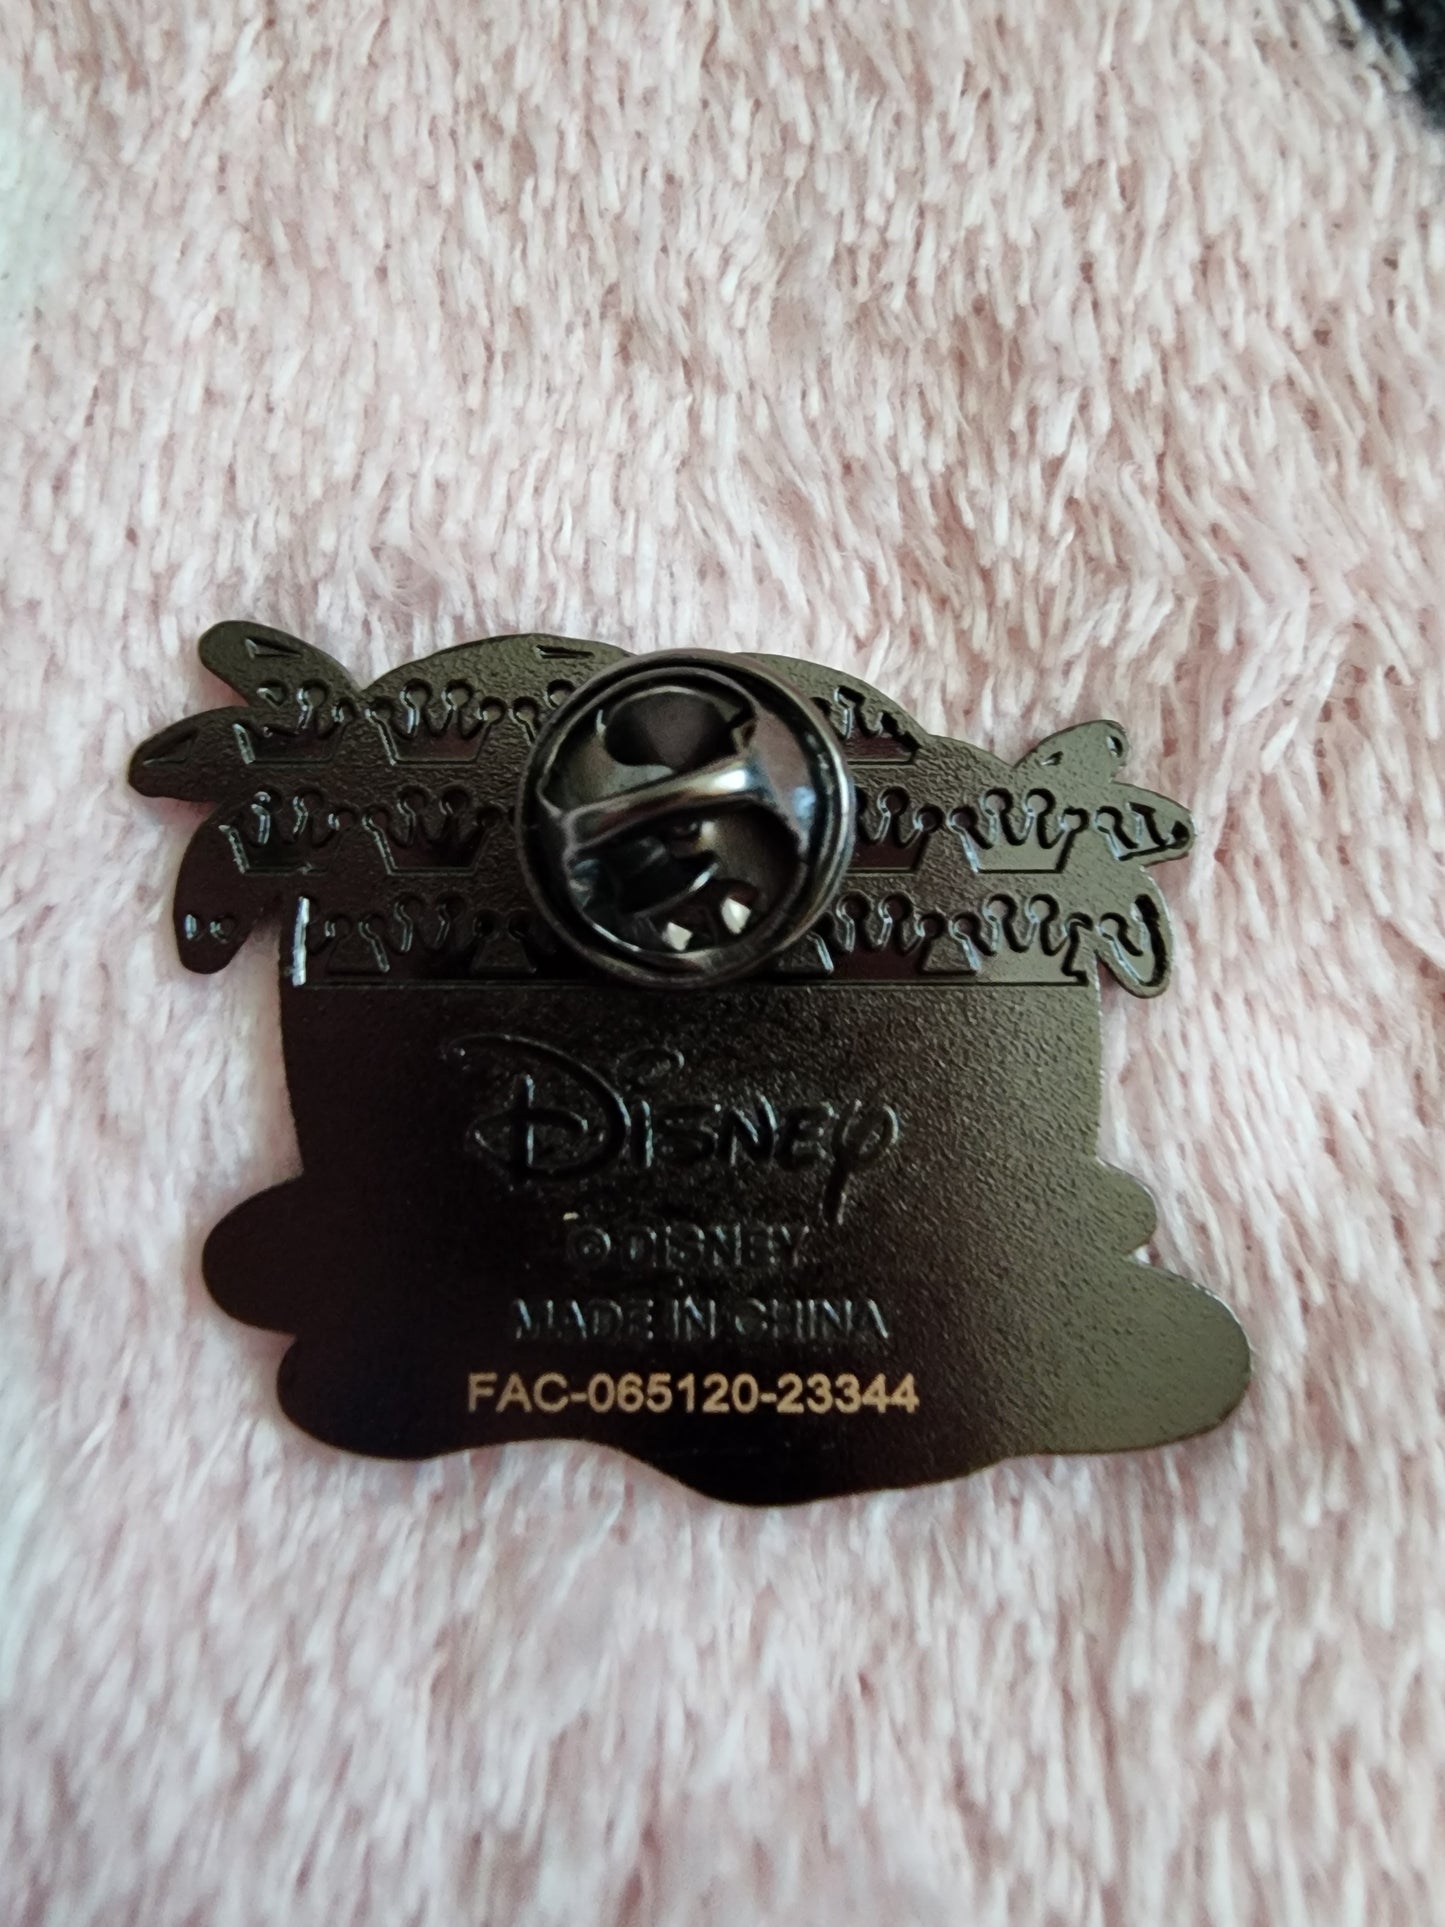 Disney
© DISNEY
MADE IN CHINA
FAC-065120-23344